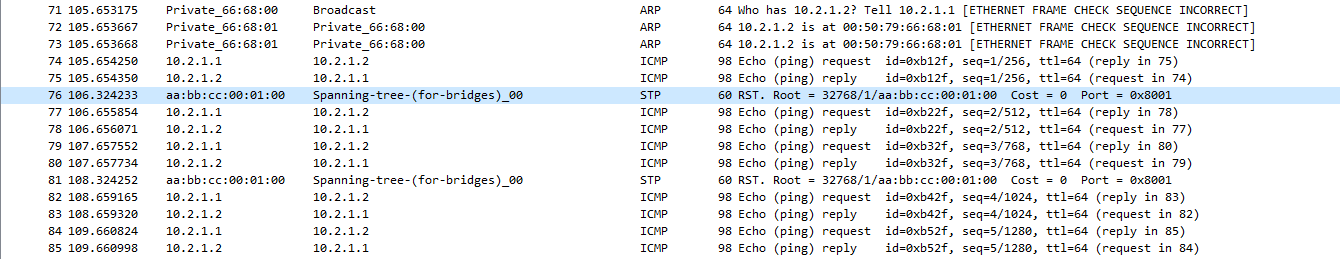 71 105.653175 Private_66:68:00 Broadcast ARP 64 Who has 10.2.1.2? Tell 10.2.1.1 [ETHERNET FRAME CHECK SEQUENCE INCORRECT]
72 105.653667 Private_66:68:01 Private_66:68:00 ARP 64 10.2.1.2 is at 00:50:79:66:68:01 [ETHERNET FRAME CHECK SEQUENCE INCORRECT]
73 105.653668 Private_66:68:01 Private_66:68:00 ARP 64 10.2.1.2 is at 00:50:79:66:68:01 [ETHERNET FRAME CHECK SEQUENCE INCORRECT]
74 105.654250 10.2.1.1 10.2.1.2 ICMP 98 Echo (ping) request id=0xb12f, seq=1/256, ttl=64 (reply in 75)
75 105.654350 10.2.1.2 10.2.1.1 ICMP 98 Echo (ping) reply id=0xb12f, seq=1/256, ttl=64 (request in 74)
76 106.324233 aa:bb:cc:00:01:00 Spanning-tree-(for-bridges)_00 STP 60 RST. Root = 32768/1/aa:bb:cc:00:01:00 Cost = 0 Port = 0x8001
77 106.655854 10.2.1.1 10.2.1.2 ICMP 98 Echo (ping) request id=0xb22f, seq=2/512, ttl=64 (reply in 78)
78 106.656071 10.2.1.2 10.2.1.1 ICMP 98 Echo (ping) reply id=0xb22f, seq=2/512, ttl=64 (request in 77)
79 107.657552 10.2.1.1 10.2.1.2 ICMP 98 Echo (ping) request id=0xb32f, seq=3/768, ttl=64 (reply in 80)
80 107.657734 10.2.1.2 10.2.1.1 ICMP 98 Echo (ping) reply id=0xb32f, seq=3/768, ttl=64 (request in 79)
81 108.324252 aa:bb:cc:00:01:00 Spanning-tree-(for-bridges)_00 STP 60 RST. Root = 32768/1/aa:bb:cc:00:01:00 Cost = 0 Port = 0x8001
82 108.659165 10.2.1.1 10.2.1.2 ICMP 98 Echo (ping) request id=0xb42f, seq=4/1024, ttl=64 (reply in 83)
83 108.659320 10.2.1.2 10.2.1.1 ICMP 98 Echo (ping) reply id=0xb42f, seq=4/1024, ttl=64 (request in 82)
84 109.660824 10.2.1.1 10.2.1.2 ICMP 98 Echo (ping) request id=0xb52f, seq=5/1280, ttl=64 (reply in 85)
85 109.660998 10.2.1.2 10.2.1.1 ICMP 98 Echo (ping) reply id=0xb52f, seq=5/1280, ttl=64 (request in 84)